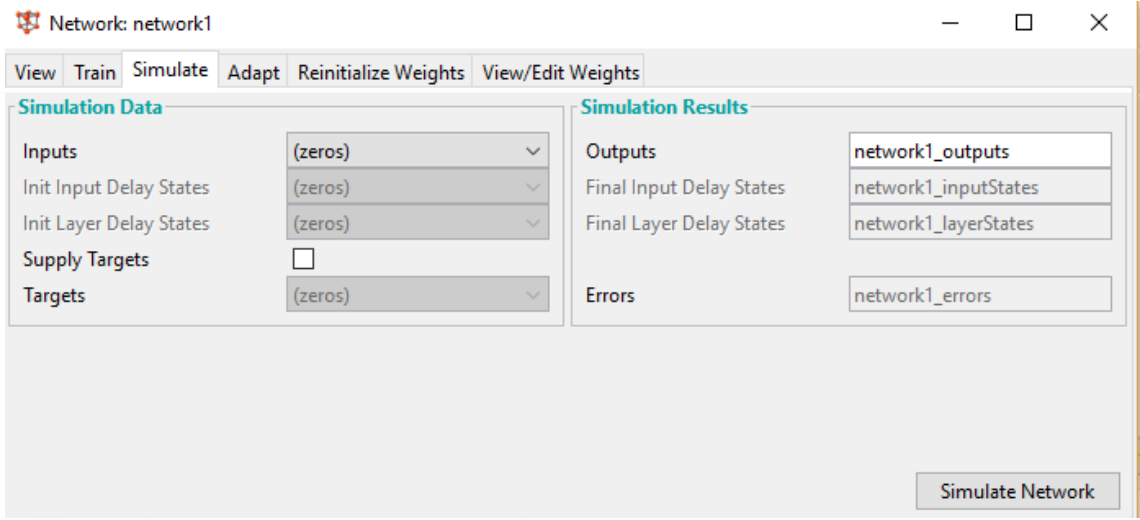 Network: network1
View Train Simulate Adapt Reinitialize Weights View/Edit Weights
Simulation Data
Inputs (zeros)
Init Input Delay States (zeros)
Init Layer Delay States (zeros)
Supply Targets
Targets (zeros)
Simulation Results
Outputs network1_outputs
Final Input Delay States network1_inputStates
Final Layer Delay States network1_layerStates
Errors network1_errors
Simulate Network